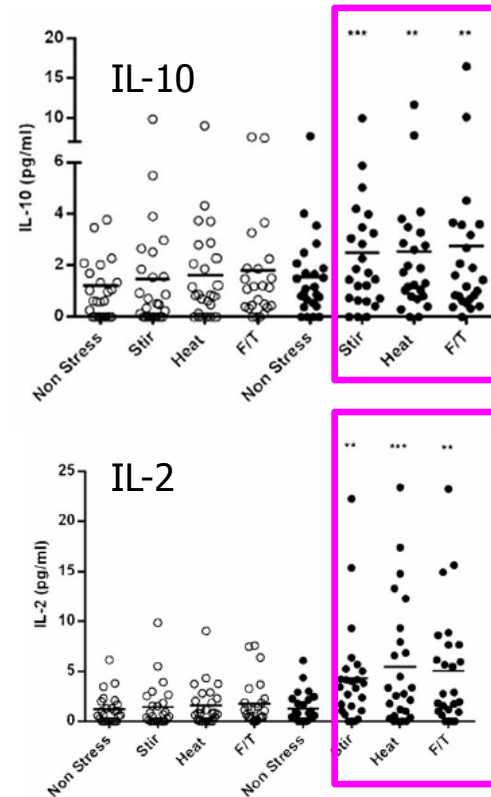 20
IL-10
*** ** **
15
10
6
4
2
0
IL-10 (pg/ml)
Non Stress Stir Heat F/T Non Stress Stir Heat F/T
25
IL-2
** *** **
20
15
10
5
0
IL-2 (pg/ml)
Non Stress Stir Heat F/T Non Stress Stir Heat F/T